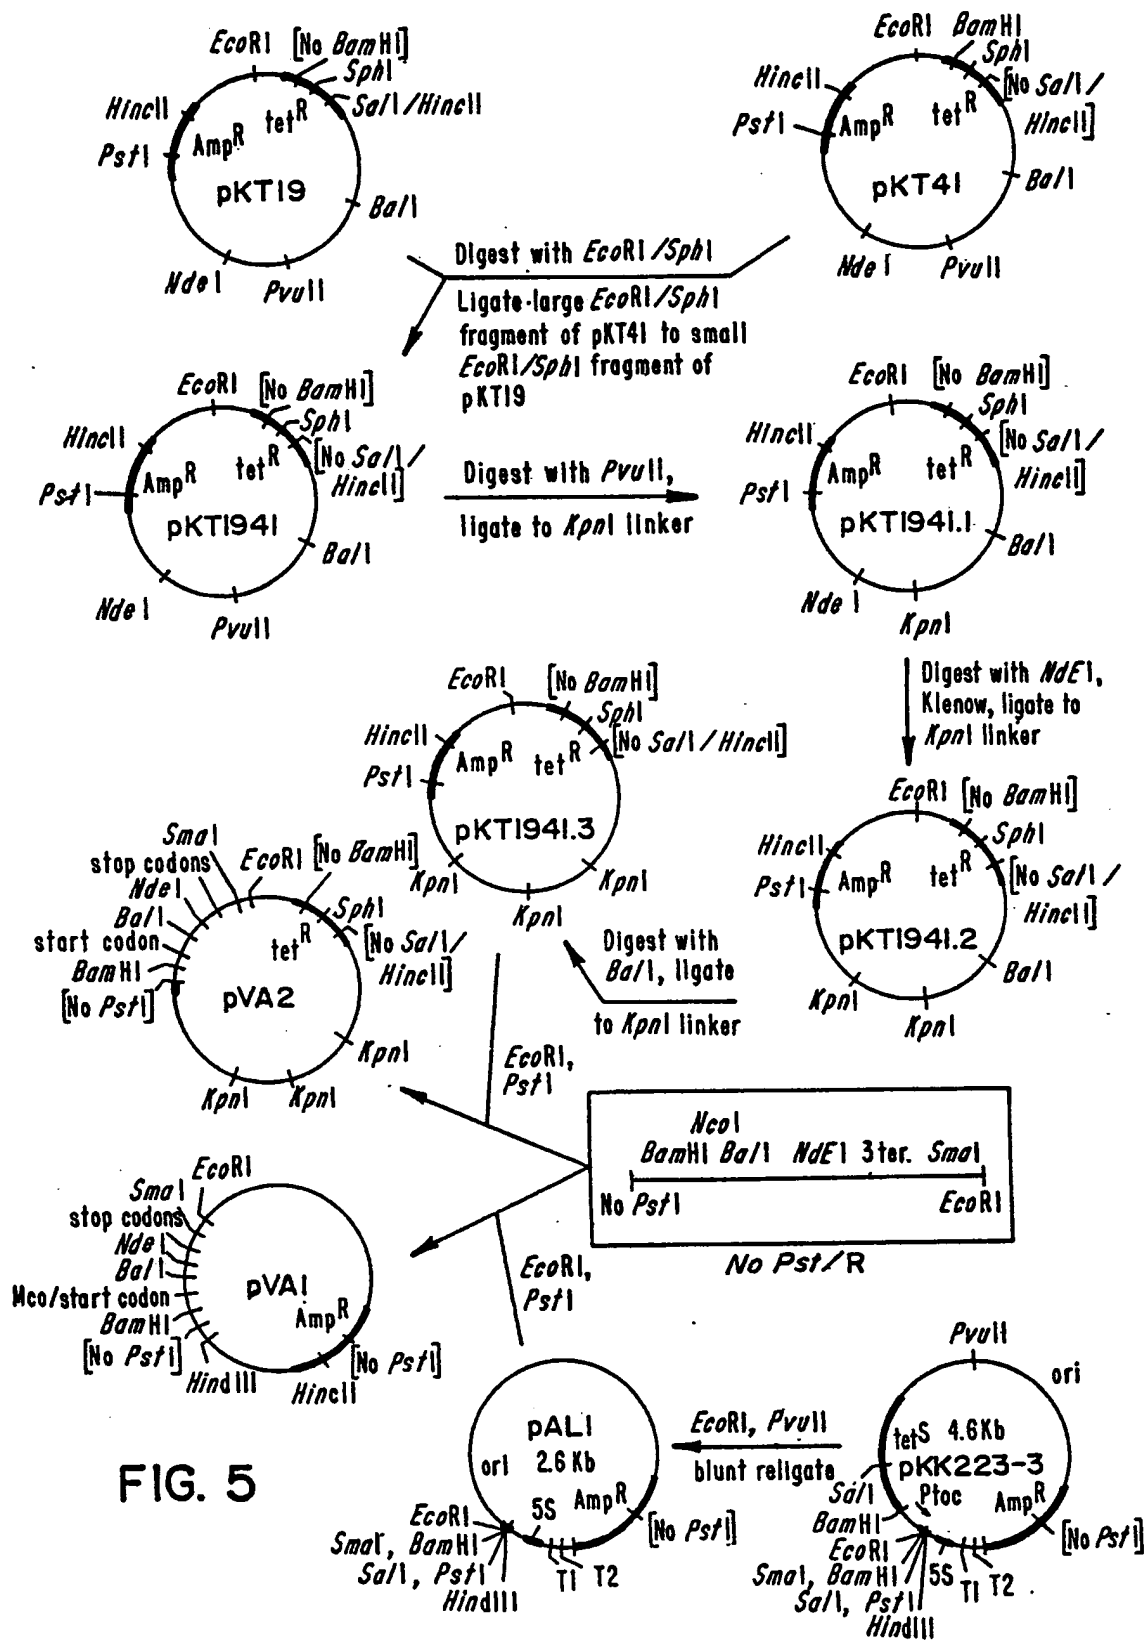 EcoRI [No BamHI]
SphI
SalI/HincII
HincII
PstI
AmpR tetR
pKT19
BalI
NdeI PvuII
EcoRI BamHI
SphI
[No SalI/
HincII]
HincII
PstI
AmpR tetR
pKT41
BalI
NdeI PvuII
Digest with EcoRI/SphI
Ligate-large EcoRI/SphI
fragment of pKT41 to small
EcoRI/SphI fragment of
pKT19
EcoRI [No BamHI]
SphI
[No SalI/
HincII]
HincII
PstI
AmpR tetR
pKT1941
BalI
NdeI
PvuII
Digest with PvuII,
ligate to KpnI linker
EcoRI [No BamHI]
SphI
[No SalI/
HincII]
HincII
PstI
AmpR tetR
pKT1941.1
BalI
NdeI
KpnI
Digest with NdEI,
Klenow, ligate to
KpnI linker
EcoRI [No BamHI]
SphI
[No SalI/
HincII]
HincII
PstI
AmpR tetR
pKT1941.2
BalI
KpnI
KpnI
Digest with
BalI, ligate
to KpnI linker
EcoRI [No BamHI]
SphI
[No SalI/HincII]
HincII
PstI
AmpR tetR
pKT1941.3
KpnI KpnI
KpnI
SmaI
stop codons
NdeI
BalI
start codon
BamHI
[No PstI]
EcoRI [No BamHI]
SphI
[No SalI/
HincII]
tetR
pVA2
KpnI
KpnI KpnI
EcoRI,
PstI
NcoI
BamHI BalI NdEI 3ter. SmaI
No PstI
EcoRI
No Pst/R
EcoRI
SmaI
stop codons
NdeI
BalI
Mco/start codon
BamHI
[No PstI]
HindIII
pVA1
AmpR
[No PstI]
HincII
EcoRI,
PstI
pAL1
ori 2.6 Kb
5S AmpR
[No PstI]
EcoRI
SmaI, BamHI
SalI, PstI
HindIII
T1 T2
EcoRI, PvuII
blunt religate
PvuII
ori
tetS 4.6Kb
pKK223-3
SalI Ptoc AmpR
BamHI
[No PstI]
EcoRI
SmaI, BamHI
SalI, PstI
HindIII
5S T1 T2
FIG. 5